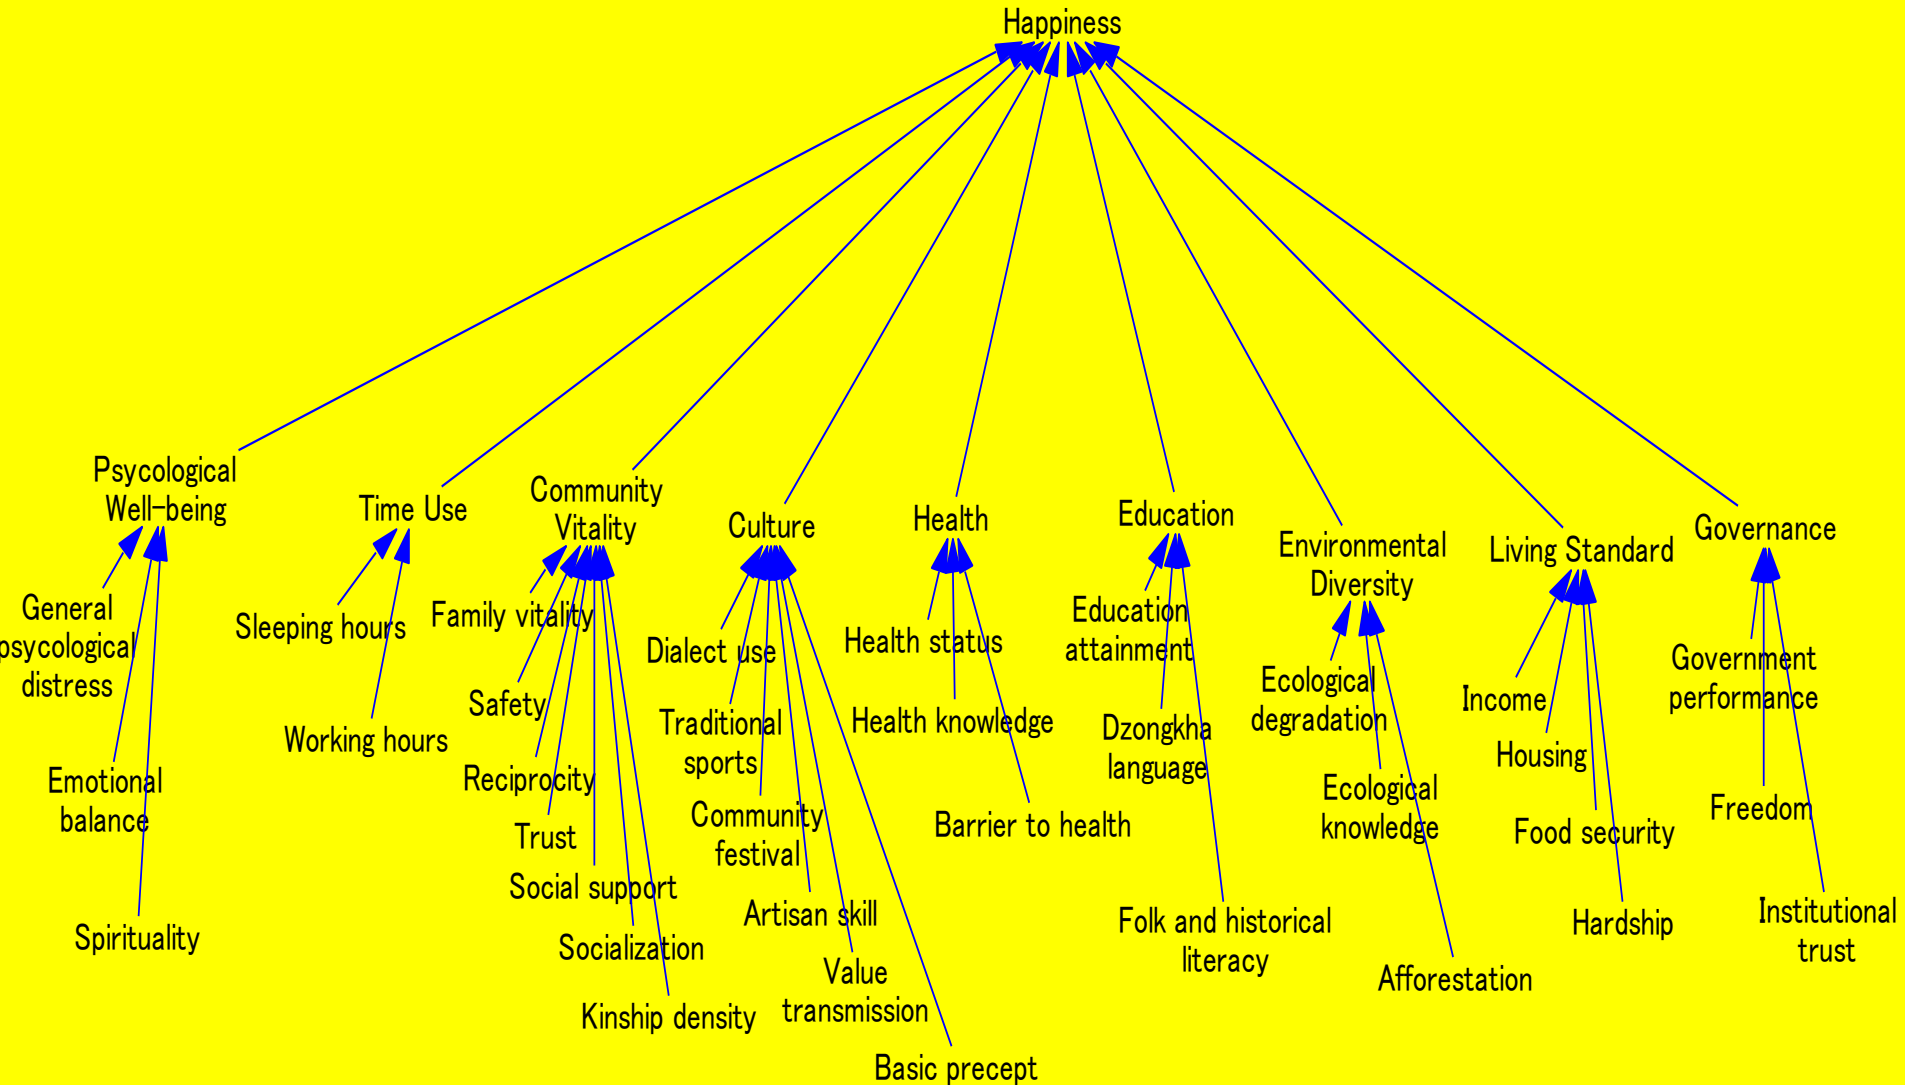 Happiness
Psycological
Well-being
Time Use
Community
Vitality
Culture
Health
Education
Environmental
Diversity
Living Standard
Governance
General
psycological
distress
Emotional
balance
Spirituality
Sleeping hours
Working hours
Family vitality
Safety
Reciprocity
Trust
Social support
Socialization
Kinship density
Dialect use
Traditional
sports
Community
festival
Artisan skill
Value
transmission
Basic precept
Health status
Health knowledge
Barrier to health
Education
attainment
Dzongkha
language
Folk and historical
literacy
Ecological
degradation
Ecological
knowledge
Afforestation
Income
Housing
Food security
Hardship
Government
performance
Freedom
Institutional
trust